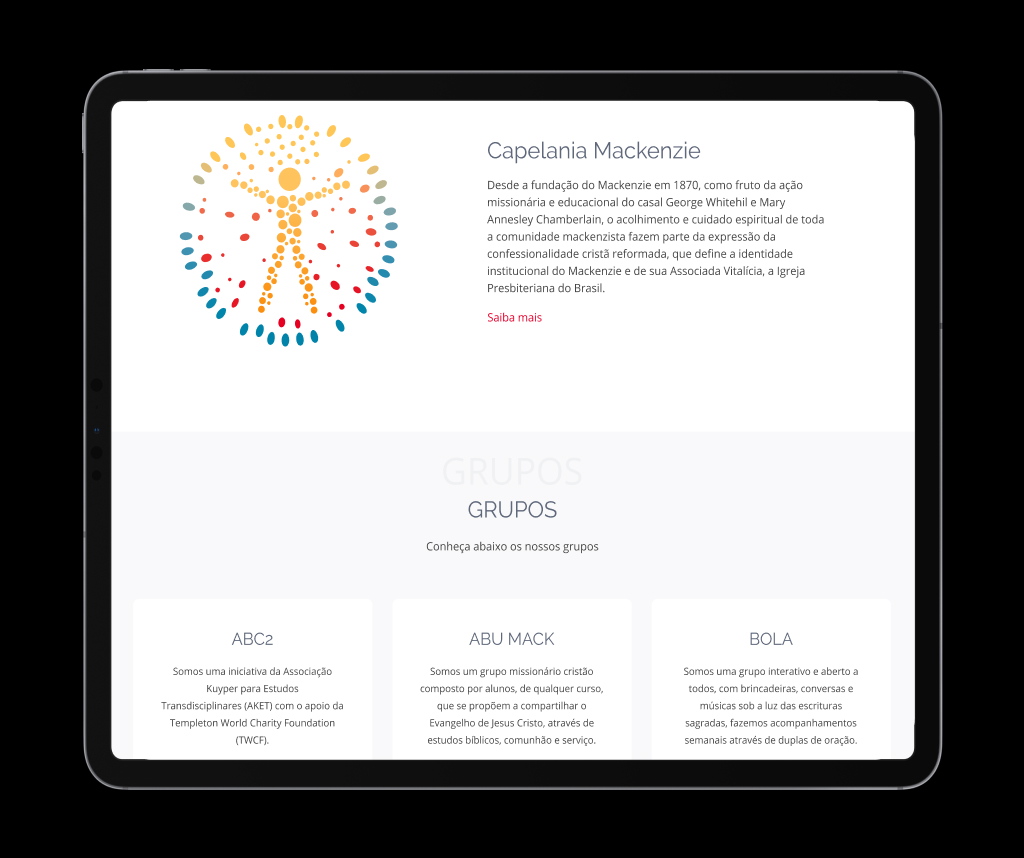 Capelania Mackenzie
Desde a fundação do Mackenzie em 1870, como fruto da ação
missionária e educacional do casal George Whitehil e Mary
Annesley Chamberlain, o acolhimento e cuidado espiritual de toda
a comunidade mackenzista fazem parte da expressão da
confessionalidade cristã reformada, que define a identidade
institucional do Mackenzie e de sua Associada Vitalícia, a Igreja
Presbiteriana do Brasil.
Saiba mais
GRUPOS
GRUPOS
Conheça abaixo os nossos grupos
ABC2
Somos uma iniciativa da Associação
Kuyper para Estudos
Transdisciplinares (AKET) com o apoio da
Templeton World Charity Foundation
(TWCF).
ABU MACK
Somos um grupo missionário cristão
composto por alunos, de qualquer curso,
que se propõem a compartilhar o
Evangelho de Jesus Cristo, através de
estudos bíblicos, comunhão e serviço.
BOLA
Somos uma grupo interativo e aberto a
todos, com brincadeiras, conversas e
músicas sob a luz das escrituras
sagradas, fazemos acompanhamentos
semanais através de duplas de oração.